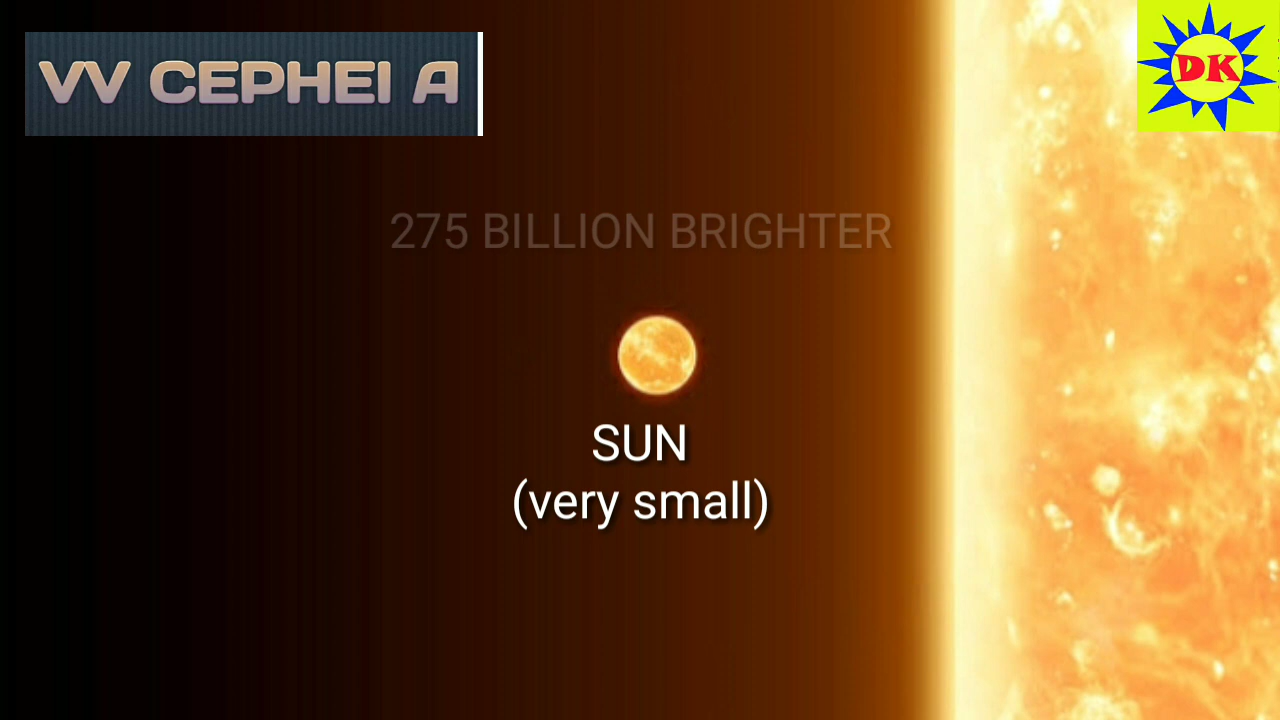 VV CEPHEI A
DK
275 BILLION BRIGHTER
SUN
(very small)